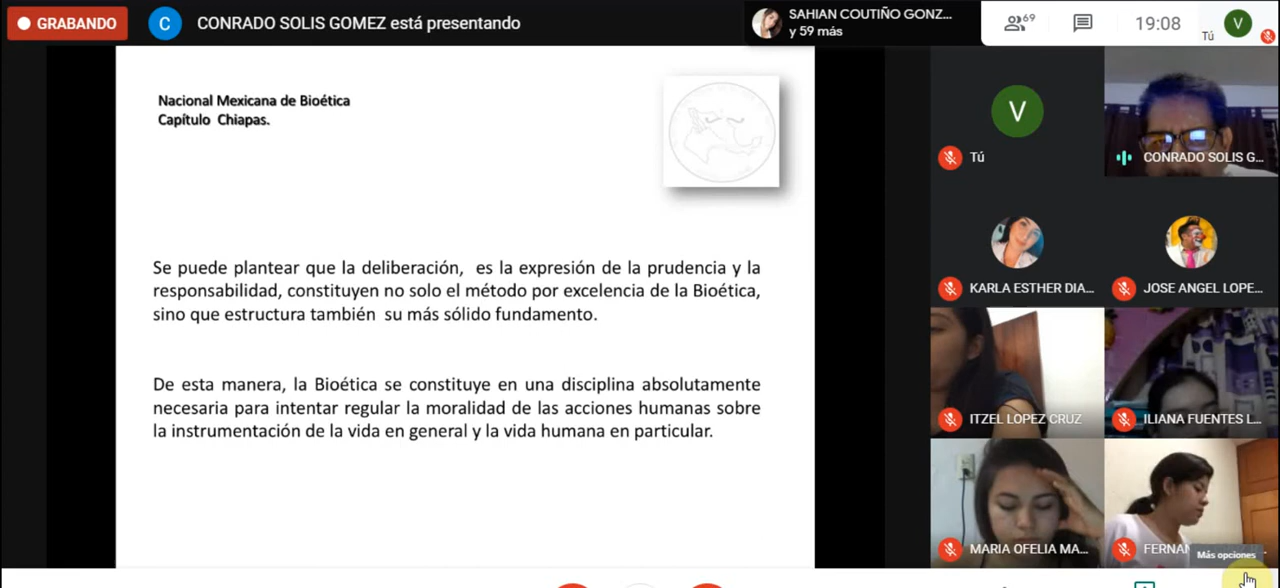 GRABANDO
C
CONRADO SOLIS GOMEZ está presentando
SAHIAN COUTIÑO GONZ...
y 59 más
69
19:08
Tú
V
Nacional Mexicana de Bioética
Capítulo Chiapas.
Se puede plantear que la deliberación, es la expresión de la prudencia y la
responsabilidad, constituyen no solo el método por excelencia de la Bioética,
sino que estructura también su más sólido fundamento.
De esta manera, la Bioética se constituye en una disciplina absolutamente
necesaria para intentar regular la moralidad de las acciones humanas sobre
la instrumentación de la vida en general y la vida humana en particular.
V
Tú
CONRADO SOLIS G...
KARLA ESTHER DIA...
JOSE ANGEL LOPE...
ITZEL LOPEZ CRUZ
ILIANA FUENTES L...
MARIA OFELIA MA...
FERNAN
Más opciones